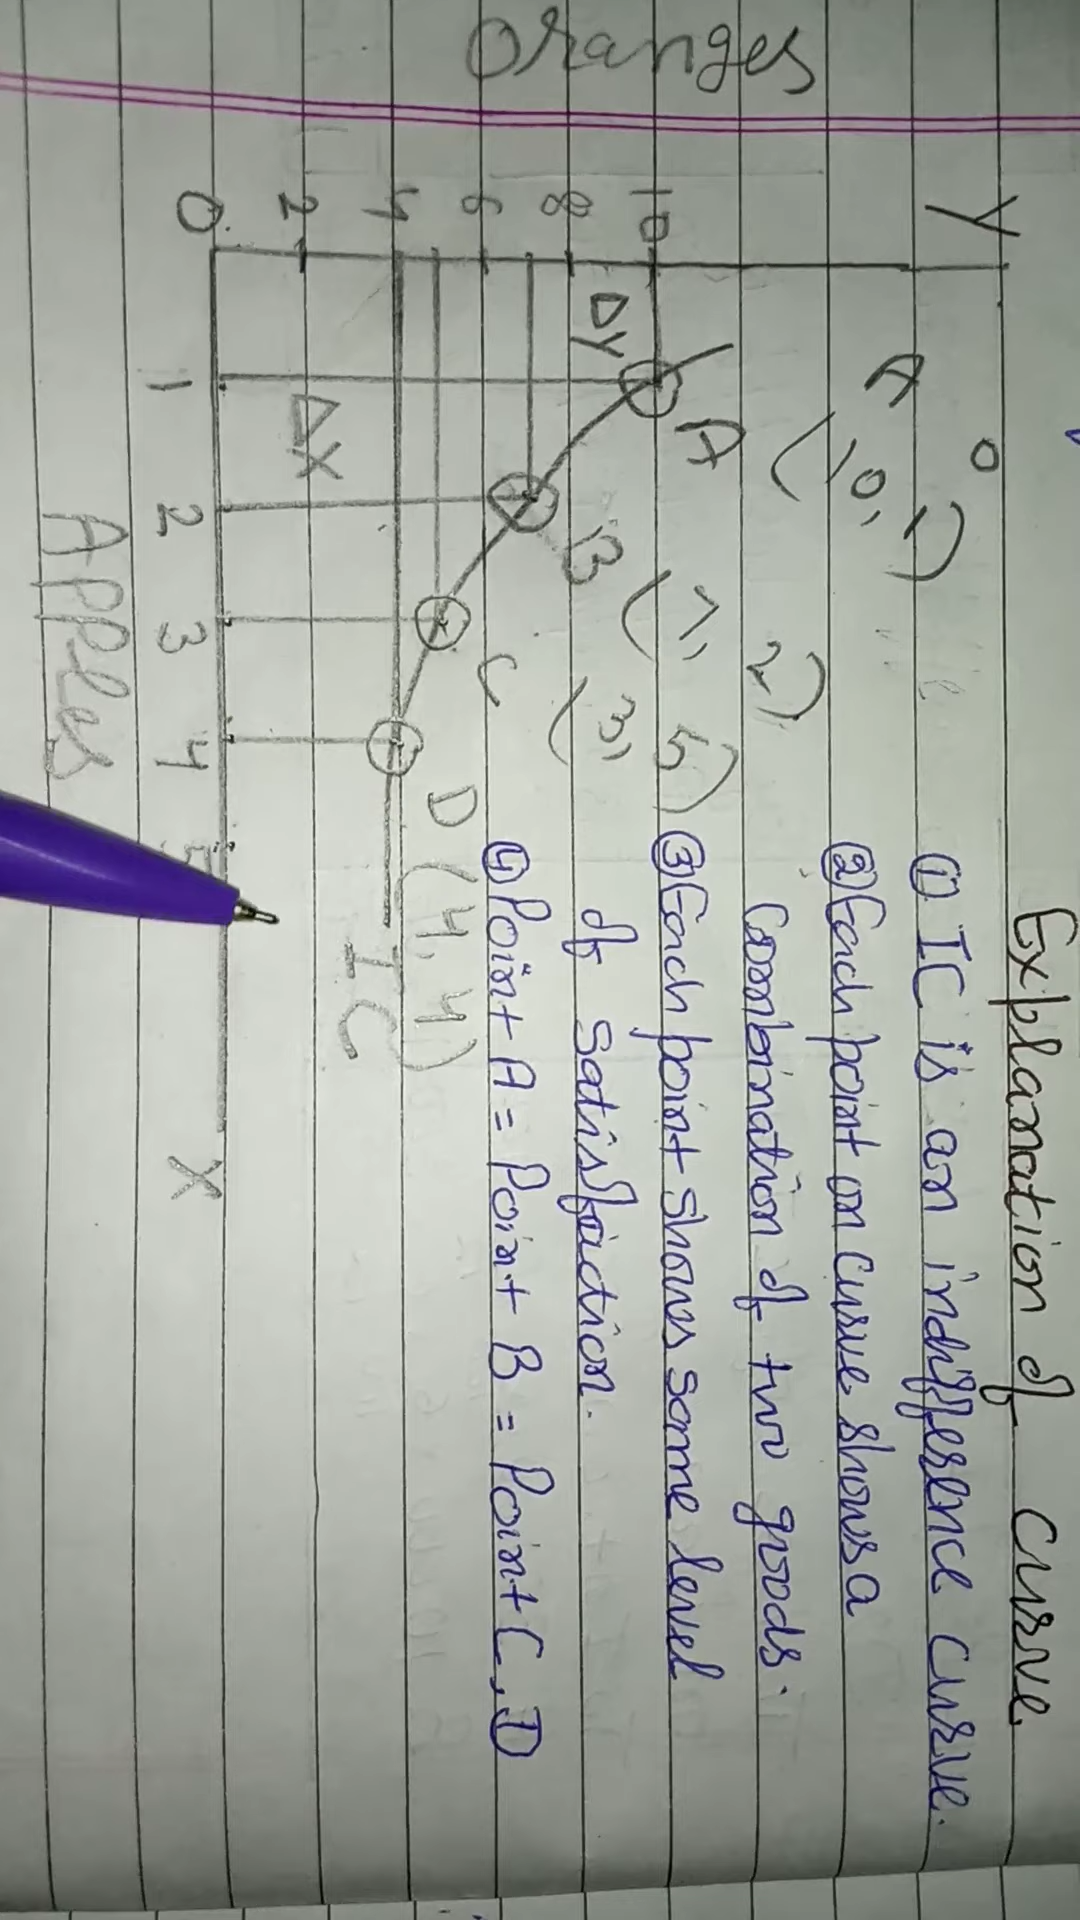 Explanation of curve.
① IC is an indifference curve.
② Each point on curve shows a
Combination of two goods.
③ Each point shows same level
of satisfaction.
④ Point A = Point B = Point C, D
Oranges
Y
10
8
6
4
2
0
1
2
3
4
5
X
Apples
ΔY
ΔX
A
B
(7, 2)
C
(3, 5)
D (4, 4)
IC